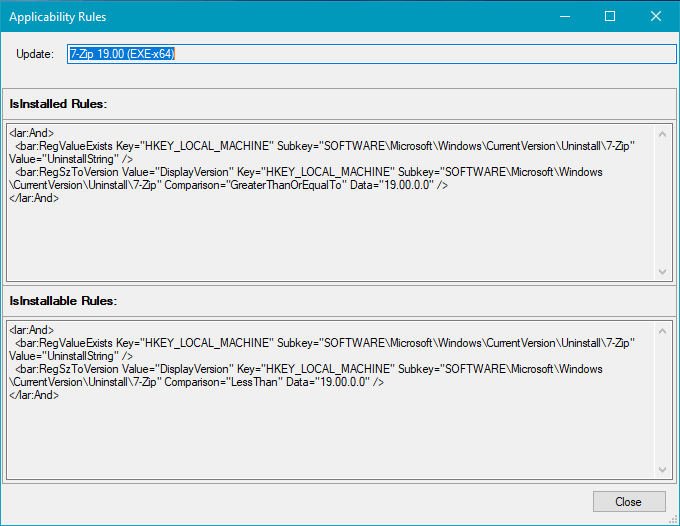 Applicability Rules
Update: 7-Zip 19.00 (EXE-x64)
IsInstalled Rules:
<lar:And>
<bar:RegValueExists Key="HKEY_LOCAL_MACHINE" Subkey="SOFTWARE\Microsoft\Windows\CurrentVersion\Uninstall\7-Zip"
Value="UninstallString" />
<bar:RegSzToVersion Value="DisplayVersion" Key="HKEY_LOCAL_MACHINE" Subkey="SOFTWARE\Microsoft\Windows
\CurrentVersion\Uninstall\7-Zip" Comparison="GreaterThanOrEqualTo" Data="19.00.0.0" />
</lar:And>
IsInstallable Rules:
<lar:And>
<bar:RegValueExists Key="HKEY_LOCAL_MACHINE" Subkey="SOFTWARE\Microsoft\Windows\CurrentVersion\Uninstall\7-Zip"
Value="UninstallString" />
<bar:RegSzToVersion Value="DisplayVersion" Key="HKEY_LOCAL_MACHINE" Subkey="SOFTWARE\Microsoft\Windows
\CurrentVersion\Uninstall\7-Zip" Comparison="LessThan" Data="19.00.0.0" />
</lar:And>
Close